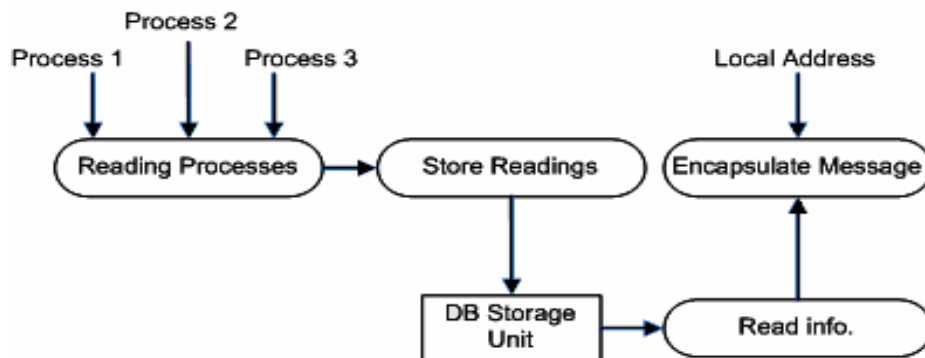 Process 2
Process 1
Process 3
Local Address
Reading Processes
Store Readings
Encapsulate Message
DB Storage
Unit
Read info.